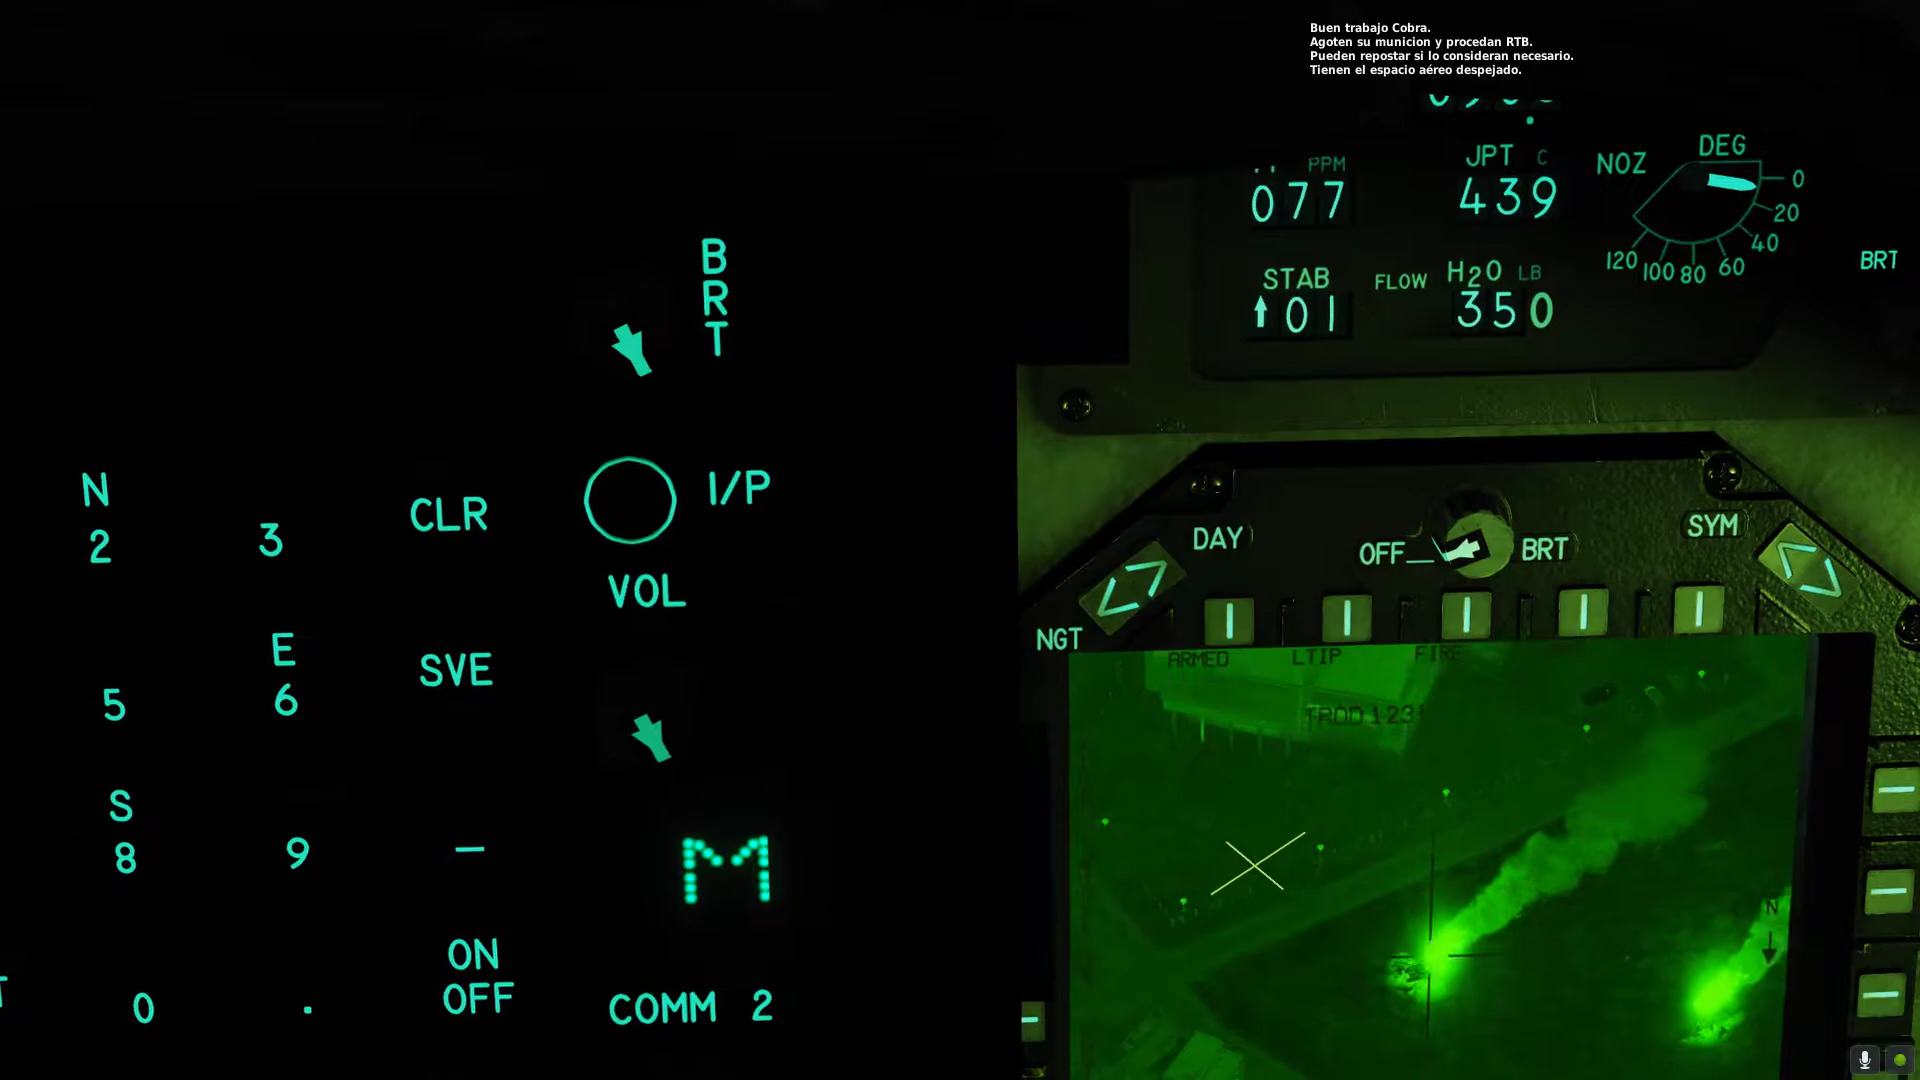 Buen trabajo Cobra.
Agoten su municion y procedan RTB.
Pueden repostar si lo consideran necesario.
Tienen el espacio aéreo despejado.
PPM
JPT C
NOZ
DEG
077
439
0
20
40
60
80
100
120
STAB
FLOW
H2O LB
01
350
BRT
BRT
N
2
3
CLR
I/P
VOL
E
5
6
SVE
S
8
9
–
M
ON
OFF
0
.
COMM 2
DAY
OFF
BRT
SYM
NGT
ARMED
LTIP
FIRE
N